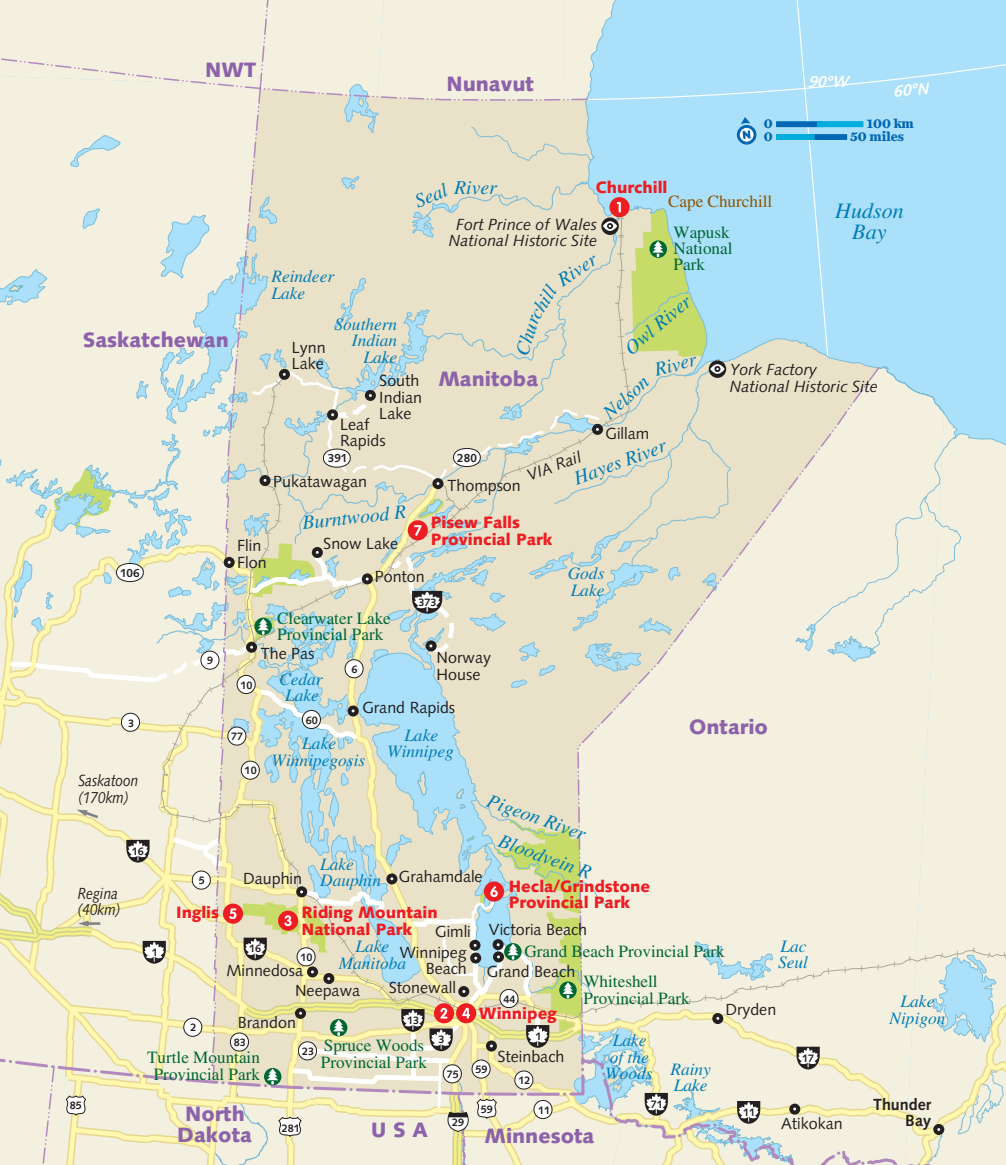 NWT
Nunavut
90°W
60°N
0 100 km
N
0 50 miles
Churchill
1
Cape Churchill
Seal River
Fort Prince of Wales
National Historic Site
Hudson
Bay
Wapusk
National
Park
Reindeer
Lake
Churchill River
Owl River
Southern
Indian
Lake
Saskatchewan
Lynn
Lake
Manitoba
South
Indian
Lake
Nelson River
York Factory
National Historic Site
Leaf
Rapids
Gillam
391
280
VIA Rail
Hayes River
Pukatawagan
Thompson
Burntwood R
7
Pisew Falls
Provincial Park
Flin
Flon
Snow Lake
106
Ponton
Gods
Lake
373
Clearwater Lake
Provincial Park
The Pas
9
6
Norway
House
10
Cedar
Lake
Grand Rapids
3
60
77
Lake
Winnipegosis
Lake
Winnipeg
Ontario
10
Saskatoon
(170km)
Pigeon River
16
Bloodvein R
5
Dauphin
Lake
Dauphin
Grahamdale
6
Hecla/Grindstone
Provincial Park
Regina
(40km)
Inglis
5
3
Riding Mountain
National Park
Gimli
Victoria Beach
1
16
10
Lake
Manitoba
Winnipeg
Beach
Grand Beach Provincial Park
Grand Beach
Lac
Seul
Minnedosa
Neepawa
Stonewall
44
Whiteshell
Provincial Park
Lake
Nipigon
2
4
Winnipeg
Dryden
Brandon
13
2
83
3
1
23
Spruce Woods
Provincial Park
Steinbach
Lake
of the
Woods
17
Turtle Mountain
Provincial Park
75
59
12
Rainy
Lake
85
North
Dakota
281
USA
29
59
Minnesota
11
71
11
Atikokan
Thunder
Bay